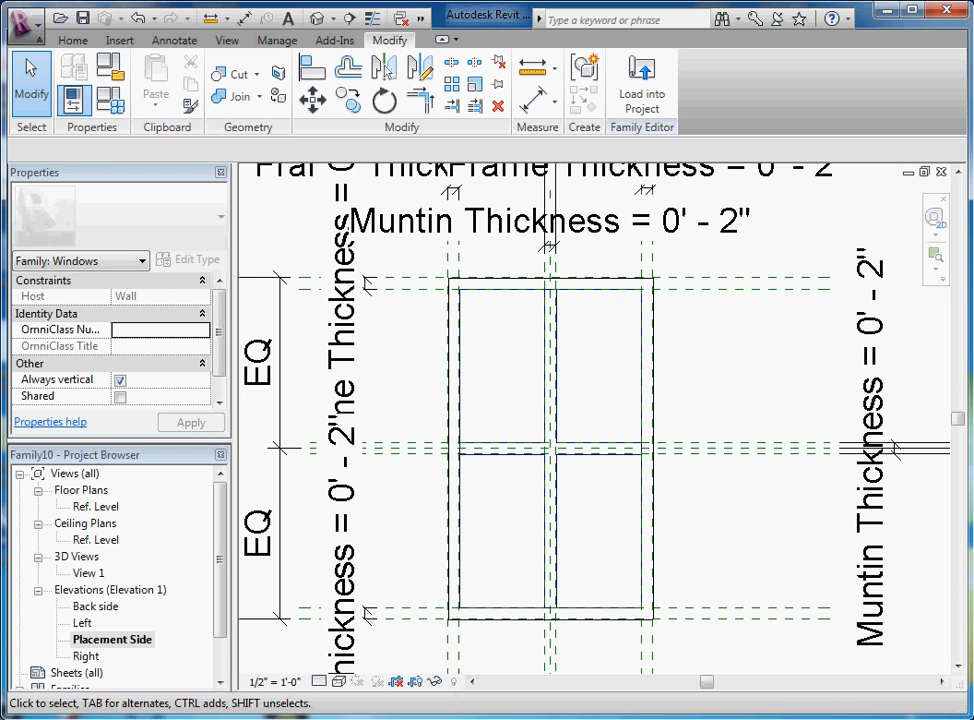 Autodesk Revit ...
Type a keyword or phrase
Home Insert Annotate View Manage Add-Ins Modify
Modify
Paste
Cut
Join
Load into
Project
Select Properties Clipboard Geometry Modify Measure Create Family Editor
Properties
Family: Windows
Edit Type
Constraints
Host Wall
Identity Data
OmniClass Nu...
OmniClass Title
Other
Always vertical
Shared
Properties help
Apply
Family10 - Project Browser
Views (all)
Floor Plans
Ref. Level
Ceiling Plans
Ref. Level
3D Views
View 1
Elevations (Elevation 1)
Back side
Left
Placement Side
Right
Sheets (all)
Frame Thickness = 0' - 2
Muntin Thickness = 0' - 2"
EQ
EQ
Muntin Thickness = 0' - 2"
2D
1/2" = 1'-0"
Click to select, TAB for alternates, CTRL adds, SHIFT unselects.